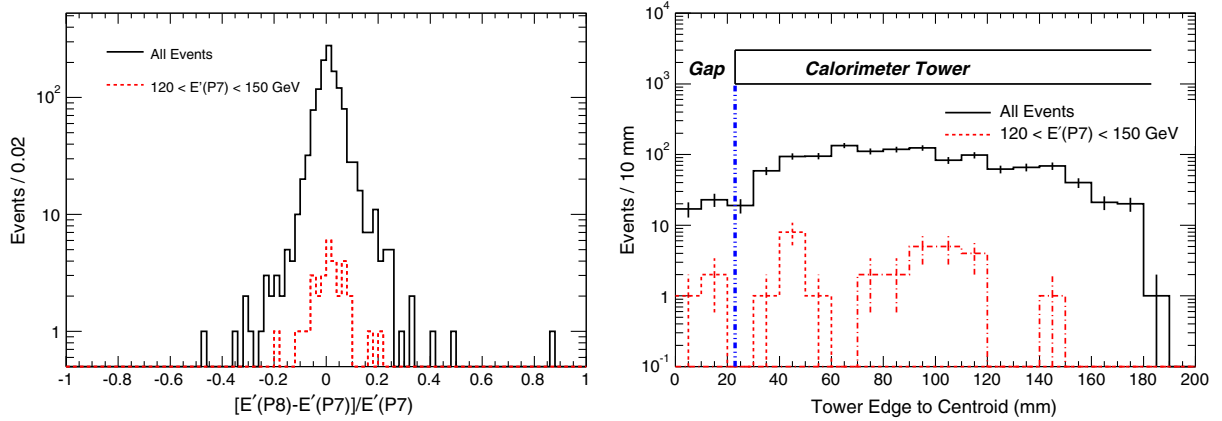 Events / 0.02
10²
10
1
All Events
120 < E'(P7) < 150 GeV
-1 -0.8 -0.6 -0.4 -0.2 0 0.2 0.4 0.6 0.8 1
[E′(P8)-E′(P7)]/E′(P7)
Events / 10 mm
10⁴
10³
10²
10
1
10⁻¹
Gap Calorimeter Tower
All Events
120 < E′(P7) < 150 GeV
0 20 40 60 80 100 120 140 160 180 200
Tower Edge to Centroid (mm)